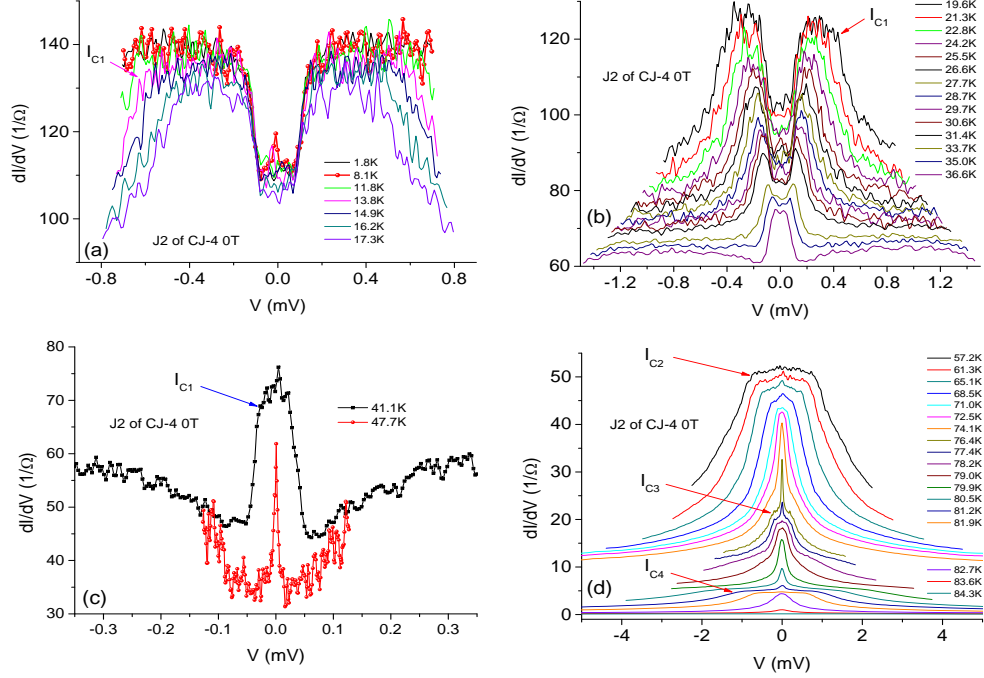 140
120
100
dI/dV (1/Ω)
I_C1
1.8K
8.1K
11.8K
13.8K
14.9K
16.2K
17.3K
(a)
J2 of CJ-4 0T
-0.8
-0.4
0.0
0.4
0.8
V (mV)
120
100
80
60
dI/dV (1/Ω)
I_C1
J2 of CJ-4 0T
19.6K
21.3K
22.8K
24.2K
25.5K
26.6K
27.7K
28.7K
29.7K
30.6K
31.4K
33.7K
35.0K
36.6K
(b)
-1.2
-0.8
-0.4
0.0
0.4
0.8
1.2
V (mV)
80
70
60
50
40
30
dI/dV (1/Ω)
I_C1
J2 of CJ-4 0T
41.1K
47.7K
(c)
-0.3
-0.2
-0.1
0.0
0.1
0.2
0.3
V (mV)
50
40
30
20
10
0
dI/dV (1/Ω)
I_C2
J2 of CJ-4 0T
I_C3
I_C4
57.2K
61.3K
65.1K
68.5K
71.0K
72.5K
74.1K
76.4K
77.4K
78.2K
79.0K
79.9K
80.5K
81.2K
81.9K
82.7K
83.6K
84.3K
(d)
-4
-2
0
2
4
V (mV)